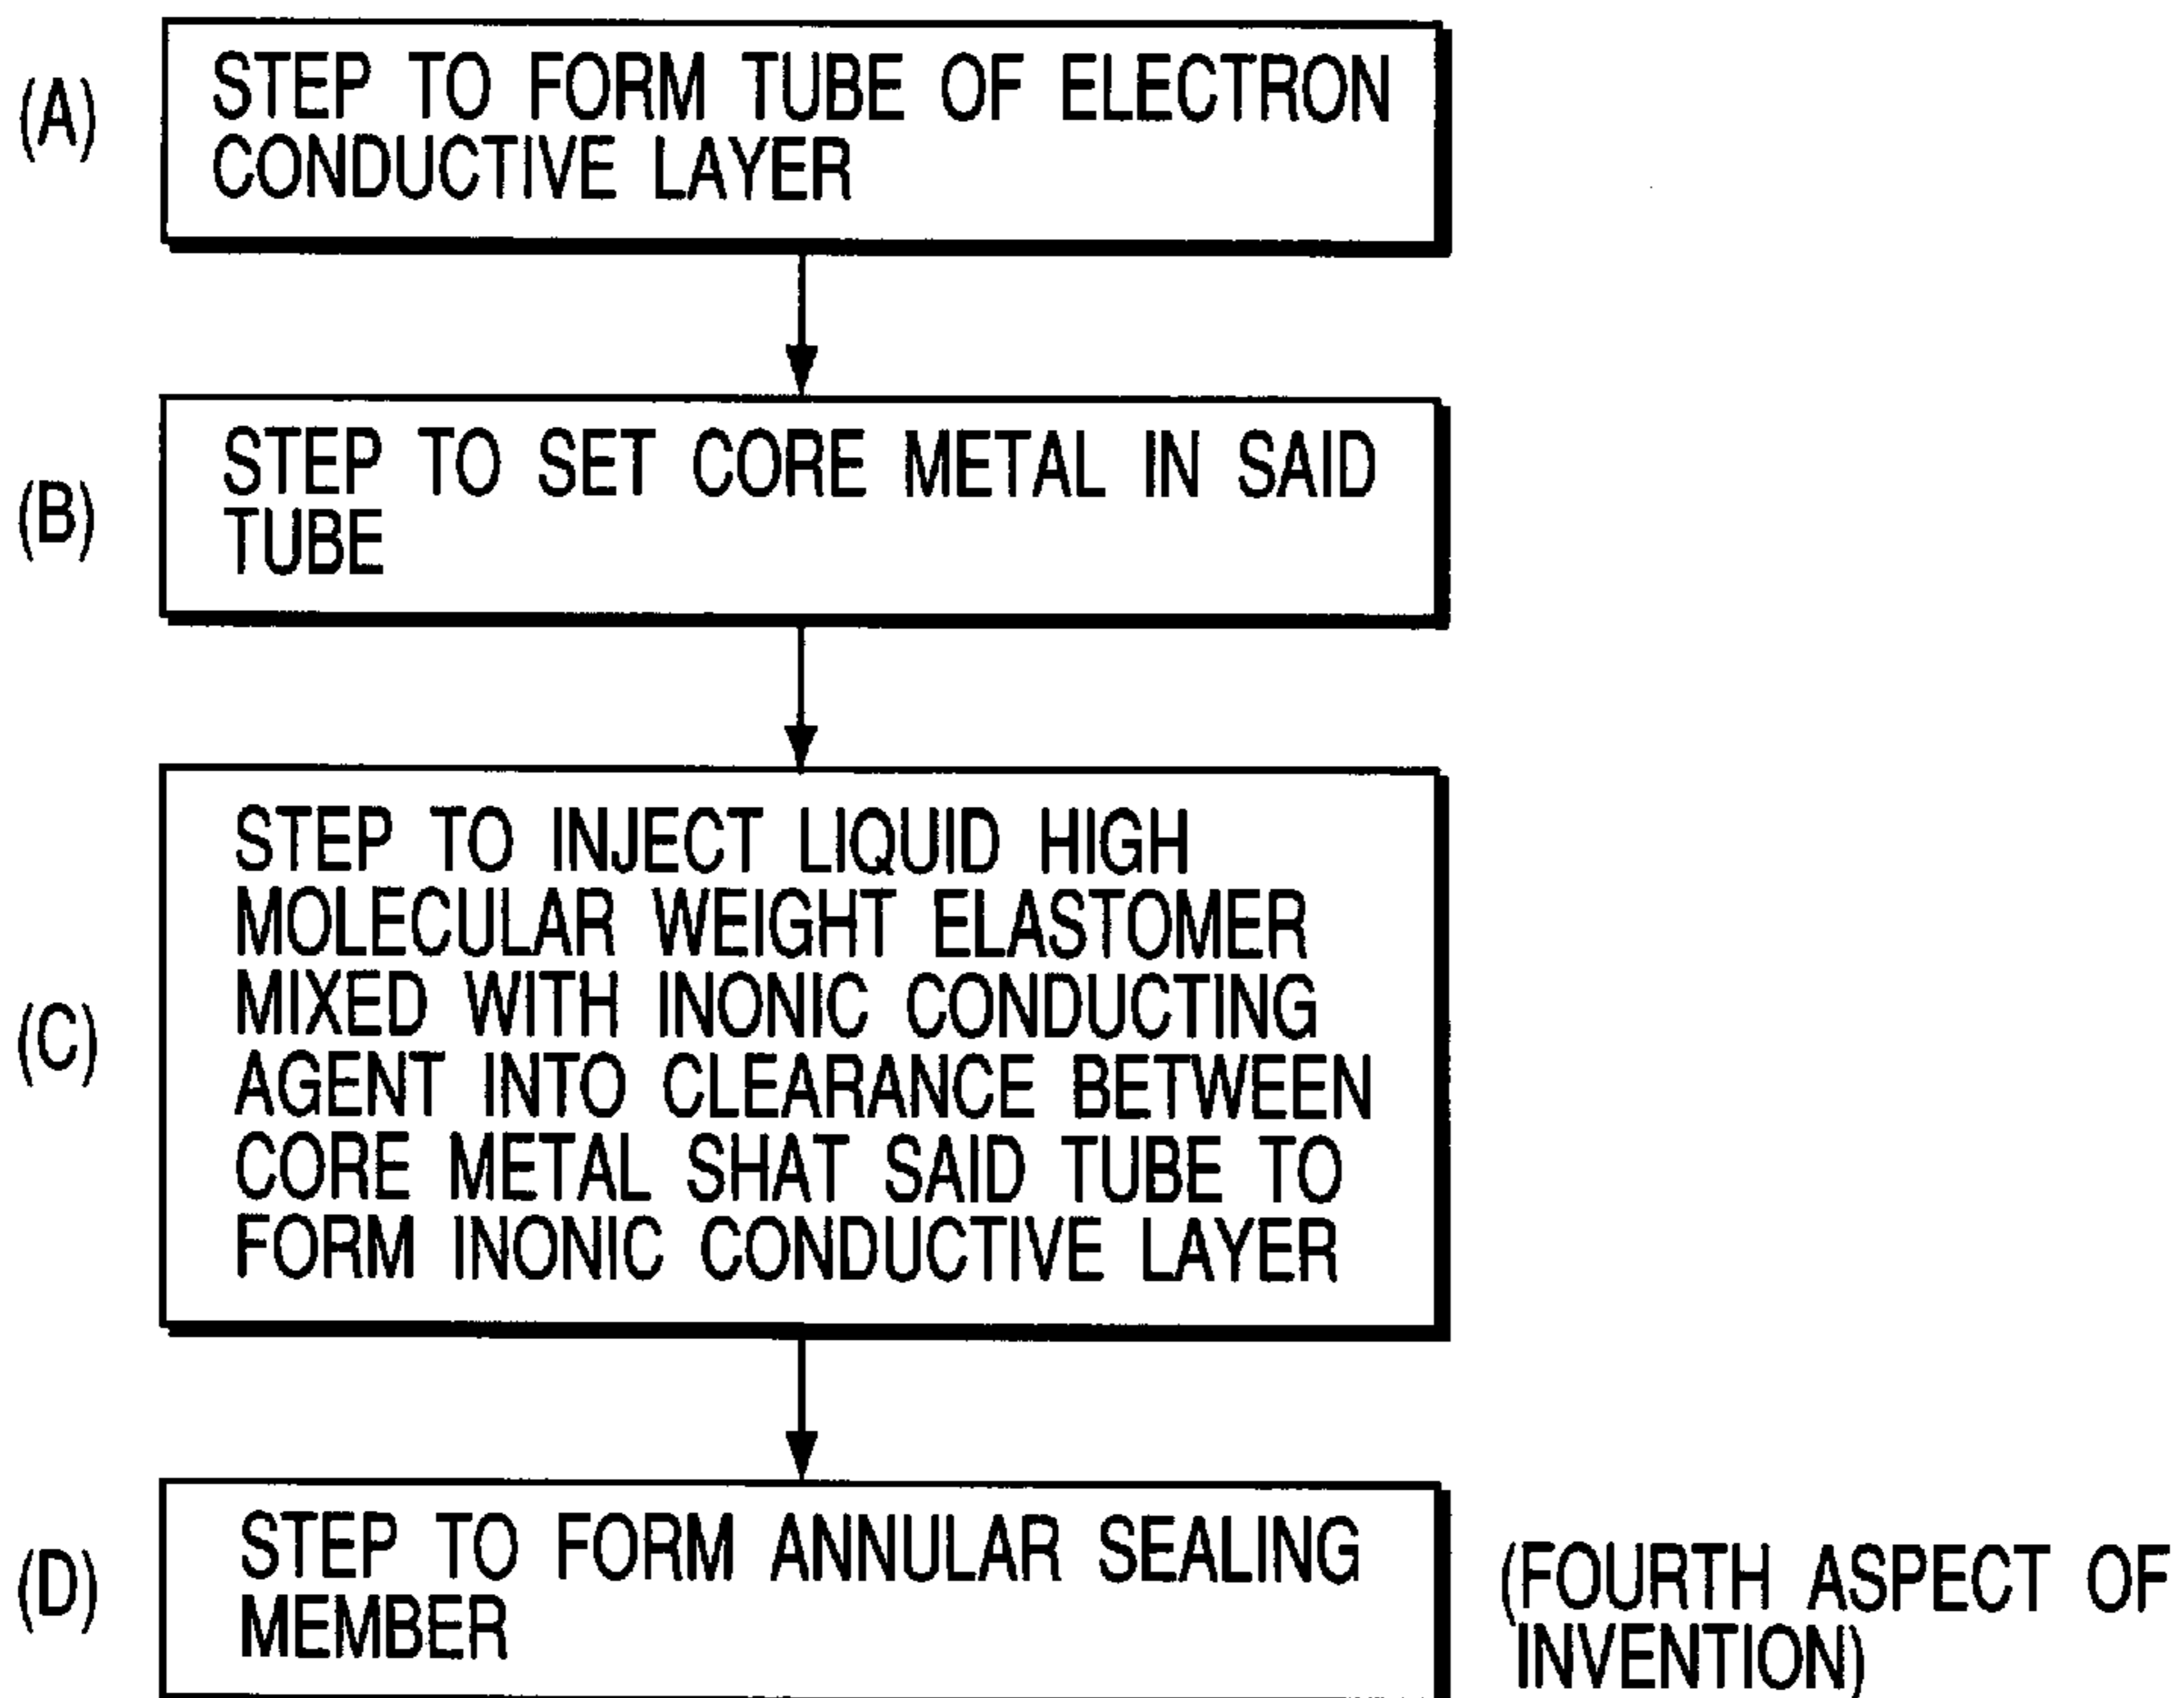 (A)
STEP TO FORM TUBE OF ELECTRON
CONDUCTIVE LAYER
(B)
STEP TO SET CORE METAL IN SAID
TUBE
(C)
STEP TO INJECT LIQUID HIGH
MOLECULAR WEIGHT ELASTOMER
MIXED WITH INONIC CONDUCTING
AGENT INTO CLEARANCE BETWEEN
CORE METAL SHAT SAID TUBE TO
FORM INONIC CONDUCTIVE LAYER
(D)
STEP TO FORM ANNULAR SEALING
MEMBER
(FOURTH ASPECT OF
INVENTION)